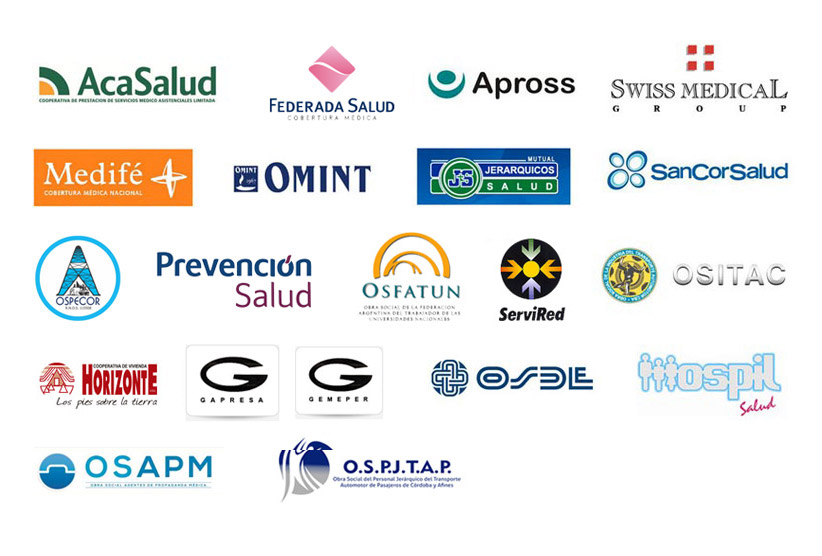 AcaSalud
COOPERATIVA DE PRESTACION DE SERVICIOS MEDICO ASISTENCIALES LIMITADA
FEDERADA SALUD
COBERTURA MÉDICA
Apross
SWISS MEDICAL
GROUP
Medifé
COBERTURA MÉDICA NACIONAL
OMINT
OMINT
MUTUAL
J&S JERARQUICOS
SALUD
SanCorSalud
OSPECOR
Prevención
Salud
OSFATUN
OBRA SOCIAL DE LA FEDERACIÓN
ARGENTINA DEL TRABAJADOR DE LAS
UNIVERSIDADES NACIONALES
ServiRed
OSITAC
COOPERATIVA DE VIVIENDA
HORIZONTE
Los pies sobre la tierra
G
GAPRESA
G
GEMEPER
OSDE
ospil
Salud
OSAPM
OBRA SOCIAL AGENTES DE PROPAGANDA MÉDICA
O.S.P.J.T.A.P.
Obra Social del Personal Jerárquico del Transporte
Automotor de Pasajeros de Córdoba y Afines